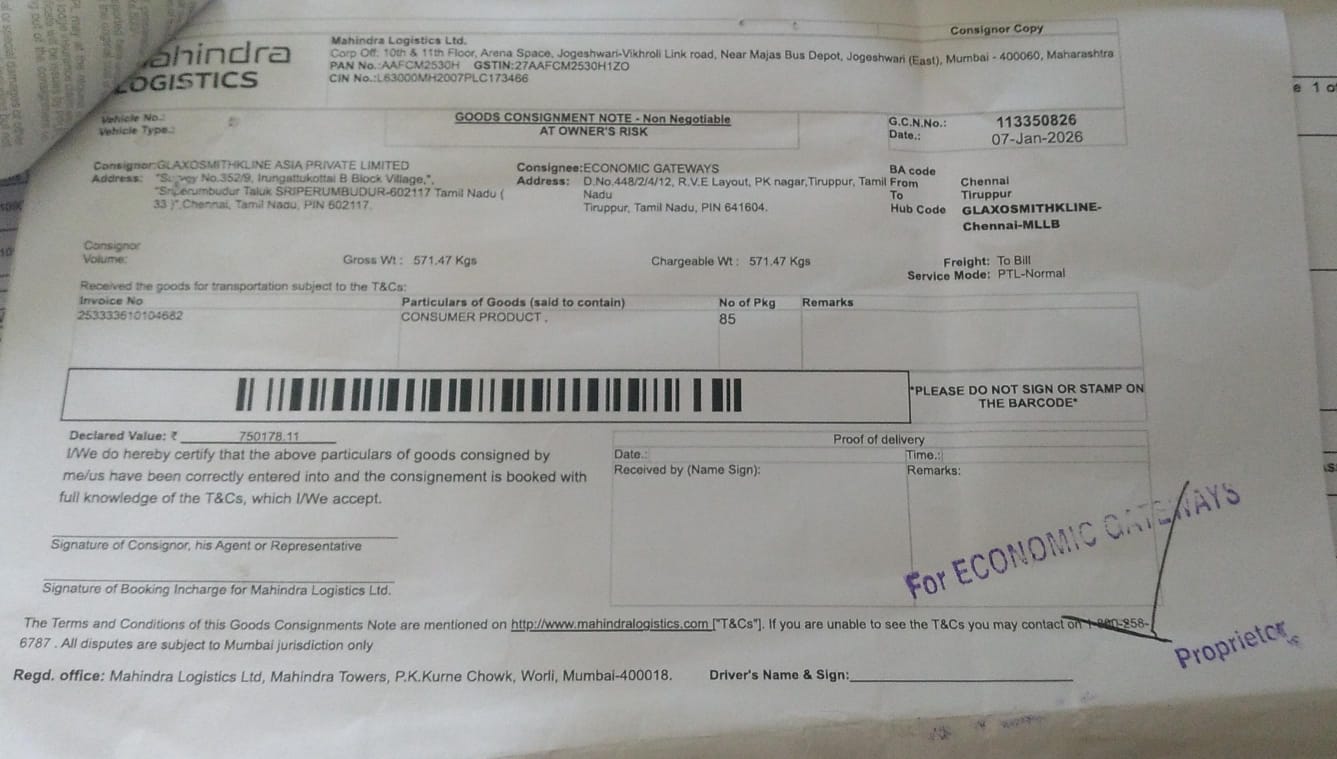 Consignor Copy
ahindra
LOGISTICS
Mahindra Logistics Ltd.
Corp Off: 10th & 11th Floor, Arena Space, Jogeshwari-Vikhroli Link road, Near Majas Bus Depot, Jogeshwari (East), Mumbai - 400060, Maharashtra
PAN No.:AAFCM2530H GSTIN:27AAFCM2530H1ZO
CIN No.:L63000MH2007PLC173466
Vehicle No.:
Vehicle Type.:
GOODS CONSIGNMENT NOTE - Non Negotiable
AT OWNER'S RISK
G.C.N.No.: 113350826
Date.: 07-Jan-2026
Consignor:GLAXOSMITHKLINE ASIA PRIVATE LIMITED
Address: "Survey No.352/9, Irungattukottai B Block Village,",
"Sriperumbudur Taluk SRIPERUMBUDUR-602117 Tamil Nadu (
33 )",Chennai, Tamil Nadu, PIN 602117.
Consignee:ECONOMIC GATEWAYS
Address: D.No.448/2/4/12, R.V.E Layout, PK nagar,Tiruppur, Tamil
Nadu
Tiruppur, Tamil Nadu, PIN 641604.
BA code
From Chennai
To Tiruppur
Hub Code GLAXOSMITHKLINE-
Chennai-MLLB
Consignor
Volume:
Gross Wt : 571.47 Kgs
Chargeable Wt : 571.47 Kgs
Freight: To Bill
Service Mode: PTL-Normal
Received the goods for transportation subject to the T&Cs:
Invoice No Particulars of Goods (said to contain) No of Pkg Remarks
253333610104682 CONSUMER PRODUCT . 85
*PLEASE DO NOT SIGN OR STAMP ON
THE BARCODE*
Declared Value: ₹ 750178.11
I/We do hereby certify that the above particulars of goods consigned by
me/us have been correctly entered into and the consignement is booked with
full knowledge of the T&Cs, which I/We accept.
Signature of Consignor, his Agent or Representative
Signature of Booking Incharge for Mahindra Logistics Ltd.
Proof of delivery
Date.: Time.:
Received by (Name Sign): Remarks:
For ECONOMIC GATEWAYS
Proprietor
The Terms and Conditions of this Goods Consignments Note are mentioned on http://www.mahindralogistics.com ["T&Cs"]. If you are unable to see the T&Cs you may contact on 1-800-258-
6787 . All disputes are subject to Mumbai jurisdiction only
Regd. office: Mahindra Logistics Ltd, Mahindra Towers, P.K.Kurne Chowk, Worli, Mumbai-400018. Driver's Name & Sign: